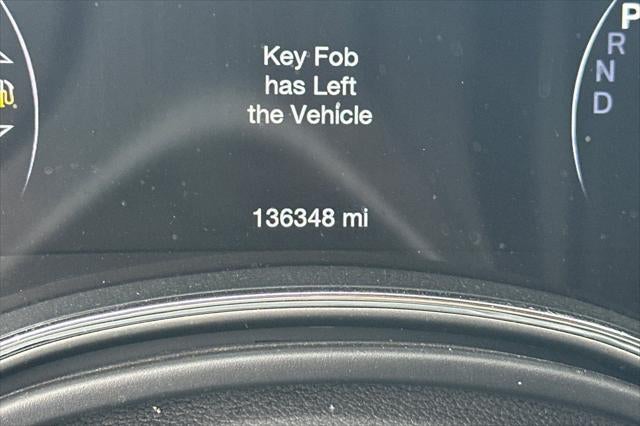 Key Fob
has Left
the Vehicle
136348 mi
P
R
N
D